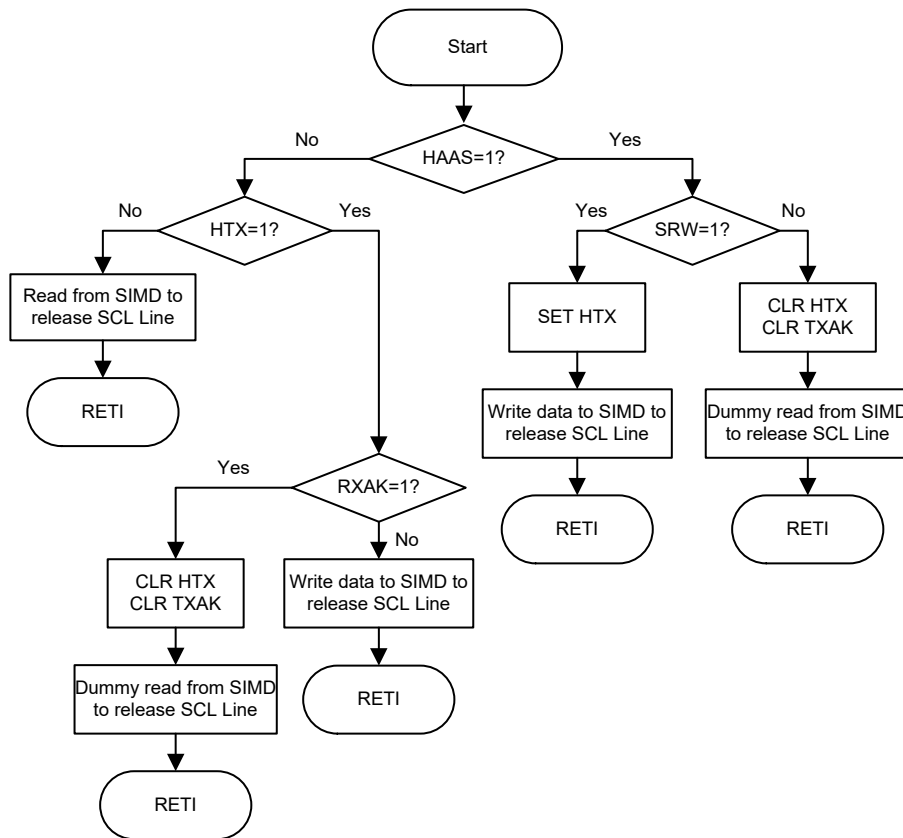 Start
No
HAAS=1?
Yes
No
HTX=1?
Yes
Yes
SRW=1?
No
Read from SIMD to
release SCL Line
SET HTX
CLR HTX
CLR TXAK
RETI
Write data to SIMD to
release SCL Line
Dummy read from SIMD
to release SCL Line
Yes
RXAK=1?
No
RETI
RETI
CLR HTX
CLR TXAK
Write data to SIMD to
release SCL Line
Dummy read from SIMD
to release SCL Line
RETI
RETI